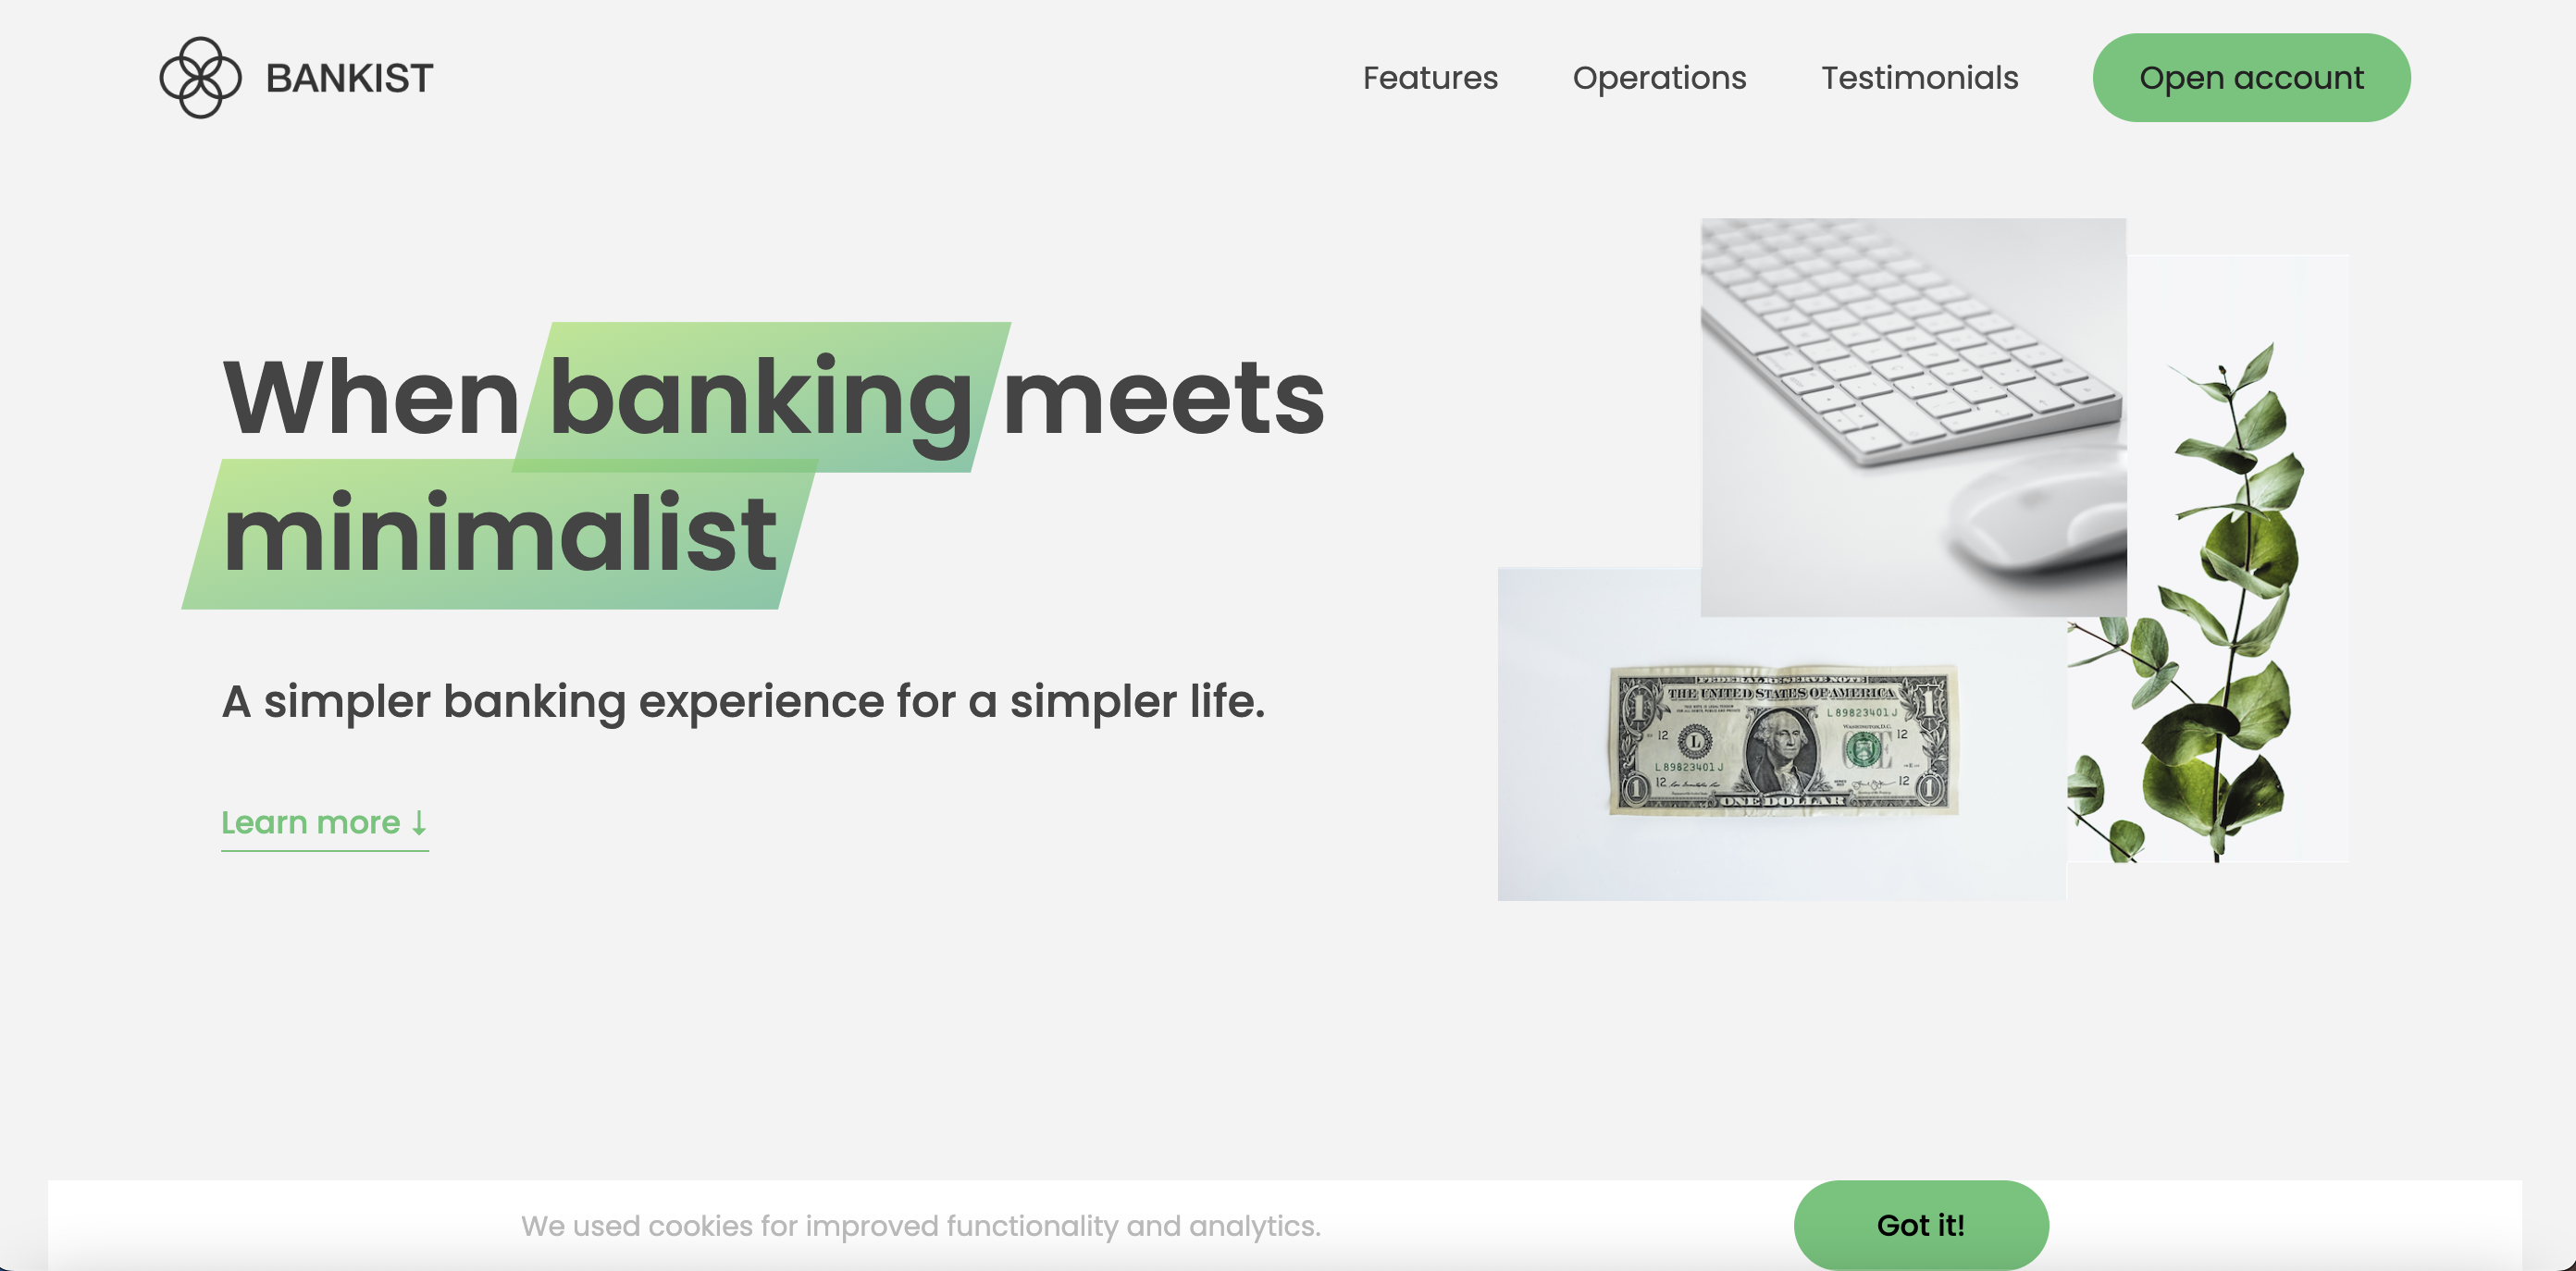 BANKIST
Features Operations Testimonials Open account
When banking meets
minimalist
A simpler banking experience for a simpler life.
Learn more ↓
FEDERAL RESERVE NOTE
THE UNITED STATES OF AMERICA
L 89823401 J
WASHINGTON, D.C.
12 L 12
L 89823401 J
12 12
1 ONE DOLLAR 1
We used cookies for improved functionality and analytics.
Got it!